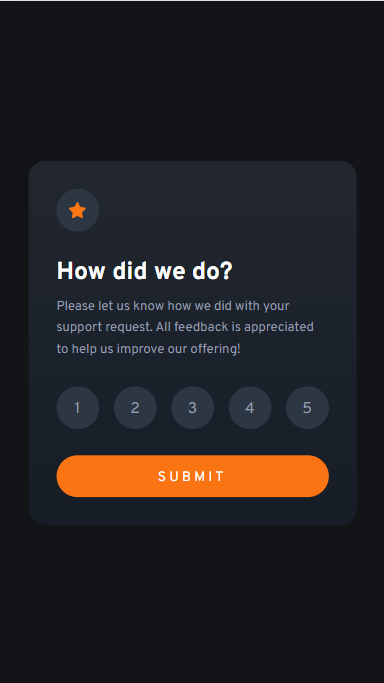 How did we do?
Please let us know how we did with your
support request. All feedback is appreciated
to help us improve our offering!
1 2 3 4 5
SUBMIT